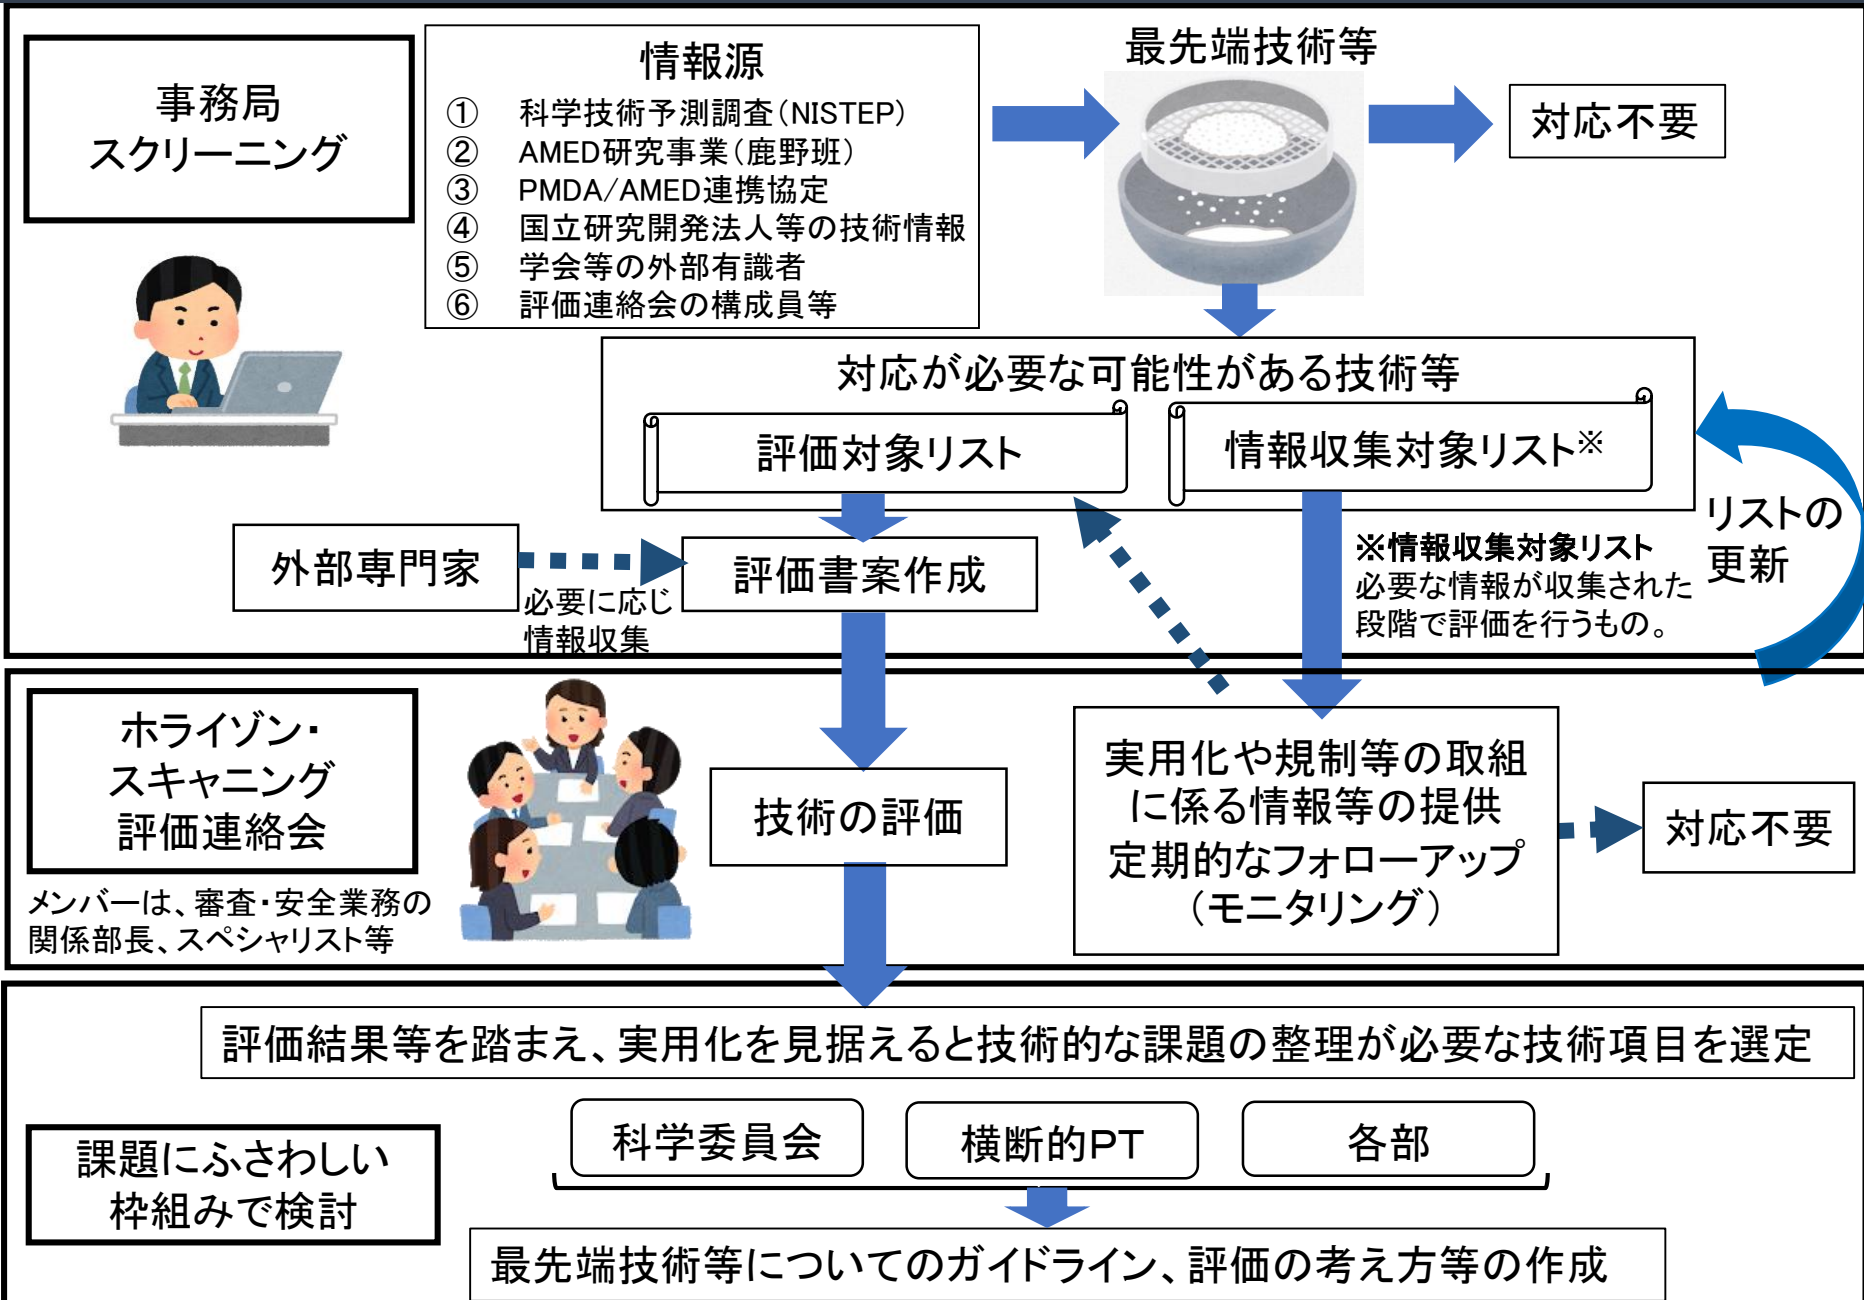 事務局
スクリーニング
情報源
① 科学技術予測調査(NISTEP)
② AMED研究事業(鹿野班)
③ PMDA/AMED連携協定
④ 国立研究開発法人等の技術情報
⑤ 学会等の外部有識者
⑥ 評価連絡会の構成員等
最先端技術等
対応不要
対応が必要な可能性がある技術等
評価対象リスト
情報収集対象リスト※
リストの
更新
外部専門家
必要に応じ
情報収集
評価書案作成
※情報収集対象リスト
必要な情報が収集された
段階で評価を行うもの。
ホライゾン・
スキャニング
評価連絡会
メンバーは、審査・安全業務の
関係部長、スペシャリスト等
技術の評価
実用化や規制等の取組
に係る情報等の提供
定期的なフォローアップ
(モニタリング)
対応不要
評価結果等を踏まえ、実用化を見据えると技術的な課題の整理が必要な技術項目を選定
課題にふさわしい
枠組みで検討
科学委員会
横断的PT
各部
最先端技術等についてのガイドライン、評価の考え方等の作成